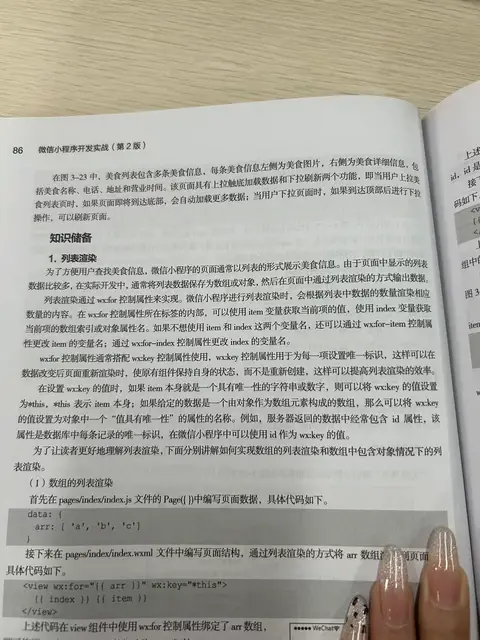 86 微信小程序开发实战（第 2 版）
在图 3-23 中，美食列表包含多条美食信息，每条美食信息左侧为美食图片，右侧为美食详细信息，包
括美食名称、电话、地址和营业时间。该页面具有上拉触底加载数据和下拉刷新两个功能，即当用户上拉美
食列表页时，如果页面即将到达底部，会自动加载更多数据；当用户下拉页面时，如果到达顶部后进行下拉
操作，可以刷新页面。
知识储备
1. 列表渲染
为了方便用户查找美食信息，微信小程序的页面通常以列表的形式展示美食信息。由于页面中显示的列表
数据比较多，在实际开发中，通常将列表数据保存为数组或对象，然后在页面中通过列表渲染的方式输出数据。
列表渲染通过 wx:for 控制属性来实现。微信小程序进行列表渲染时，会根据列表中数据的数量渲染相应
数量的内容。在 wx:for 控制属性所在标签的内部，可以使用 item 变量获取当前项的值，使用 index 变量获取
当前项的数组索引或对象属性名。如果不想使用 item 和 index 这两个变量名，还可以通过 wx:for-item 控制属
性更改 item 的变量名；通过 wx:for-index 控制属性更改 index 的变量名。
wx:for 控制属性通常搭配 wx:key 控制属性使用，wx:key 控制属性用于为每一项设置唯一标识，这样可以在
数据改变后页面重新渲染时，使原有组件保持自身的状态，而不是重新创建，这样可以提高列表渲染的效率。
在设置 wx:key 的值时，如果 item 本身就是一个具有唯一性的字符串或数字，则可以将 wx:key 的值设置
为*this，*this 表示 item 本身；如果给定的数据是一个由对象作为数组元素构成的数组，那么可以将 wx:key
的值设置为对象中一个“值具有唯一性”的属性的名称。例如，服务器返回的数据中经常包含 id 属性，该
属性是数据库中每条记录的唯一标识，在微信小程序中可以使用 id 作为 wx:key 的值。
为了让读者更好地理解列表渲染，下面分别讲解如何实现数组的列表渲染和数组中包含对象情况下的列
表渲染。
（1）数组的列表渲染
首先在 pages/index/index.js 文件的 Page({ })中编写页面数据，具体代码如下。
data: {
arr: [ 'a', 'b', 'c']
}
接下来在 pages/index/index.wxml 文件中编写页面结构，通过列表渲染的方式将 arr 数组 到页面
具体代码如下。
<view wx:for="{{ arr }}" wx:key="*this">
{{ index }} {{ item }}
</view>
上述代码在 view 组件中使用 wx:for 控制属性绑定了 arr 数组，
●●●●● WeChat
上述
id，id 是
接下
码如下。
<v
上
组中的
图 3
item